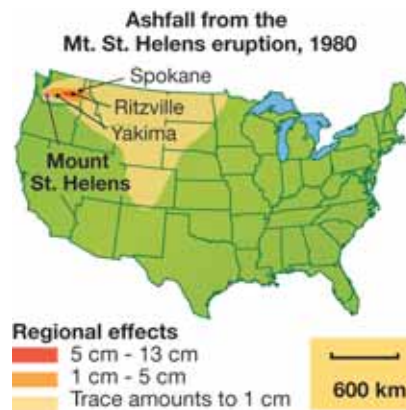 Ashfall from the
Mt. St. Helens eruption, 1980
Spokane
Ritzville
Yakima
Mount
St. Helens
Regional effects
5 cm - 13 cm
1 cm - 5 cm
Trace amounts to 1 cm
600 km